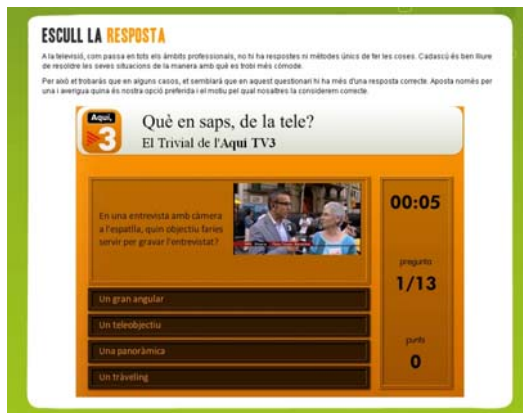 ESCULL LA RESPOSTA
A la televisió, com passa en tots els àmbits professionals, no hi ha respostes ni mètodes únics de fer les coses. Cadascú és ben lliure
de resoldre les seves situacions de la manera amb què es trobi més còmode.
Per això et trobaràs que en alguns casos, et semblarà que en aquest questionari hi ha més d'una resposta correcte. Aposta només per
una i averigua quina és nostra opció preferida i el motiu pel qual nosaltres la considerem correcte.
Aquí,
3
Què en saps, de la tele?
El Trivial de l'Aquí TV3
En una entrevista amb càmera
a l'espatlla, quin objectiu faries
servir per gravar l'entrevistat?
00:05
pregunta
1/13
punts
0
Un gran angular
Un teleobjectiu
Una panoràmica
Un tràveling